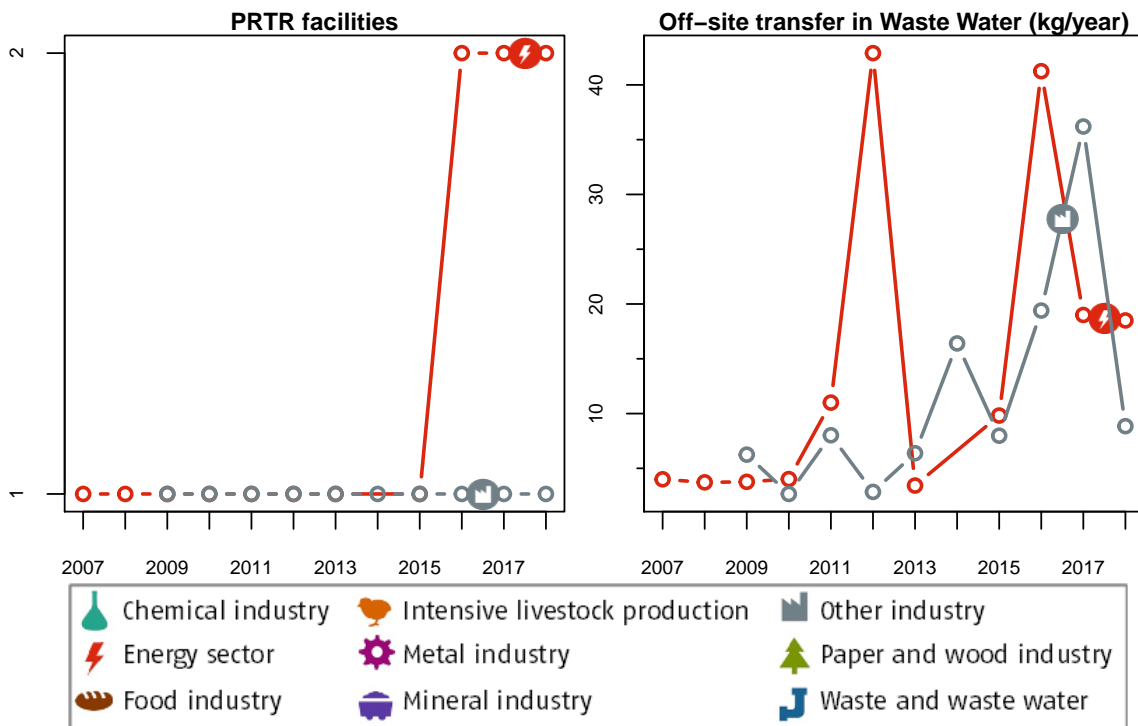 PRTR facilities
2
1
2007 2009 2011 2013 2015 2017
Off−site transfer in Waste Water (kg/year)
40
30
20
10
2007 2009 2011 2013 2015 2017
Chemical industry Intensive livestock production Other industry
Energy sector Metal industry Paper and wood industry
Food industry Mineral industry Waste and waste water